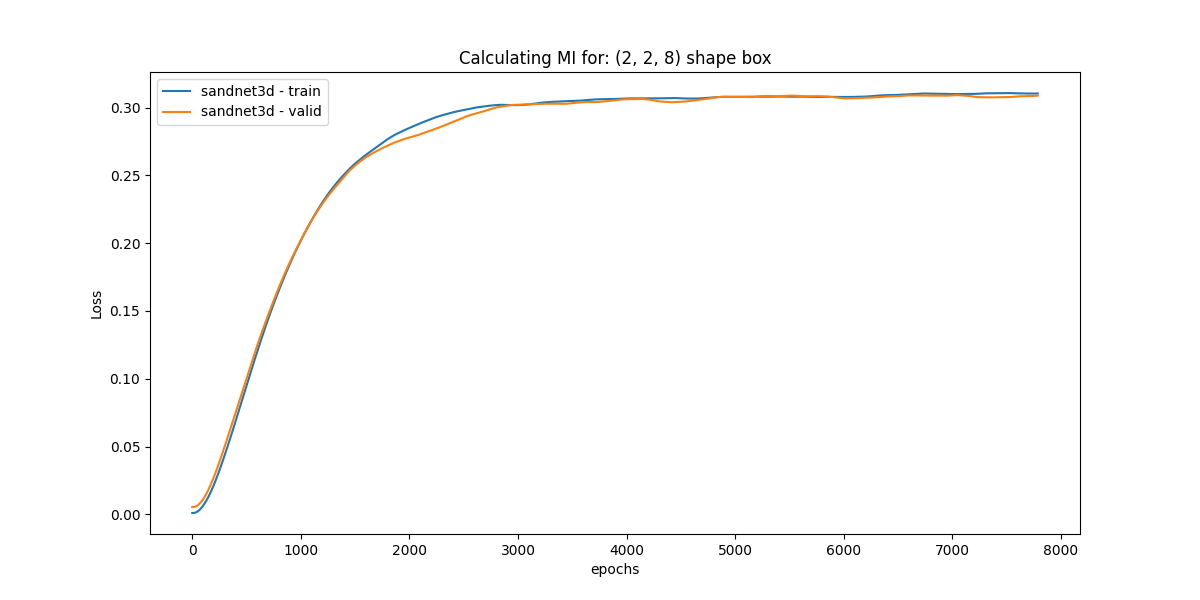 Calculating MI for: (2, 2, 8) shape box
sandnet3d - train
sandnet3d - valid
Loss
0.30
0.25
0.20
0.15
0.10
0.05
0.00
0 1000 2000 3000 4000 5000 6000 7000 8000
epochs